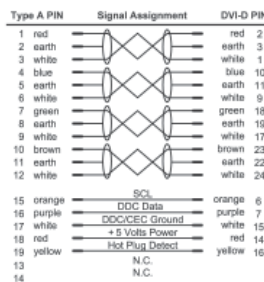 Type A PIN Signal Assignment DVI-D PIN
1 red red 2
2 earth earth 3
3 white white 1
4 blue blue 10
5 earth earth 11
6 white white 9
7 green green 18
8 earth earth 19
9 white white 17
10 brown brown 23
11 earth earth 22
12 white white 24
15 orange SCL orange 6
16 purple DDC Data purple 7
17 white DDC/CEC Ground white 15
18 red + 5 Volts Power red 14
19 yellow Hot Plug Detect yellow 16
13 N.C.
14 N.C.